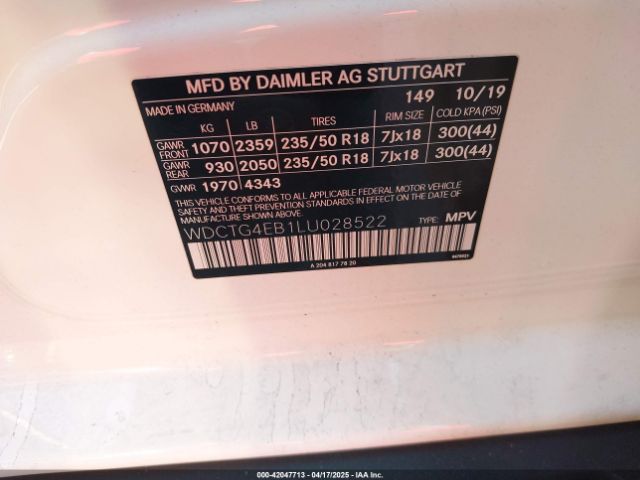 MFD BY DAIMLER AG STUTTGART
MADE IN GERMANY 149 10/19
KG LB TIRES RIM SIZE COLD KPA(PSI)
GAWR FRONT 1070 2359 235/50 R18 7Jx18 300(44)
GAWR REAR 930 2050 235/50 R18 7Jx18 300(44)
GVWR 1970 4343
THIS VEHICLE CONFORMS TO ALL APPLICABLE FEDERAL MOTOR VEHICLE
SAFETY, BUMPER, AND THEFT PREVENTION STANDARDS IN EFFECT ON THE DATE OF
MANUFACTURE SHOWN ABOVE.
WDCTG4EB1LU028522 TYPE: MPV
A 204 817 78 20
000-42047713 - 04/17/2025 - IAA Inc.